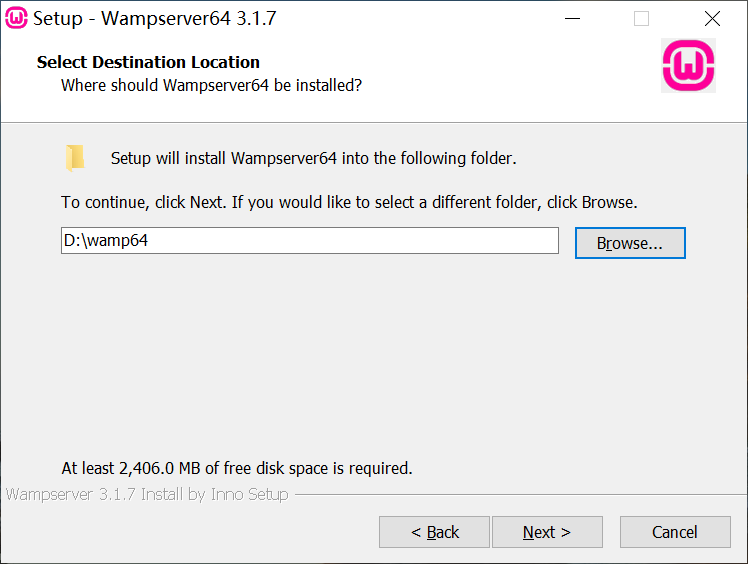 Setup - Wampserver64 3.1.7
Select Destination Location
Where should Wampserver64 be installed?
Setup will install Wampserver64 into the following folder.
To continue, click Next. If you would like to select a different folder, click Browse.
D:\wamp64
Browse...
At least 2,406.0 MB of free disk space is required.
Wampserver 3.1.7 Install by Inno Setup
< Back
Next >
Cancel